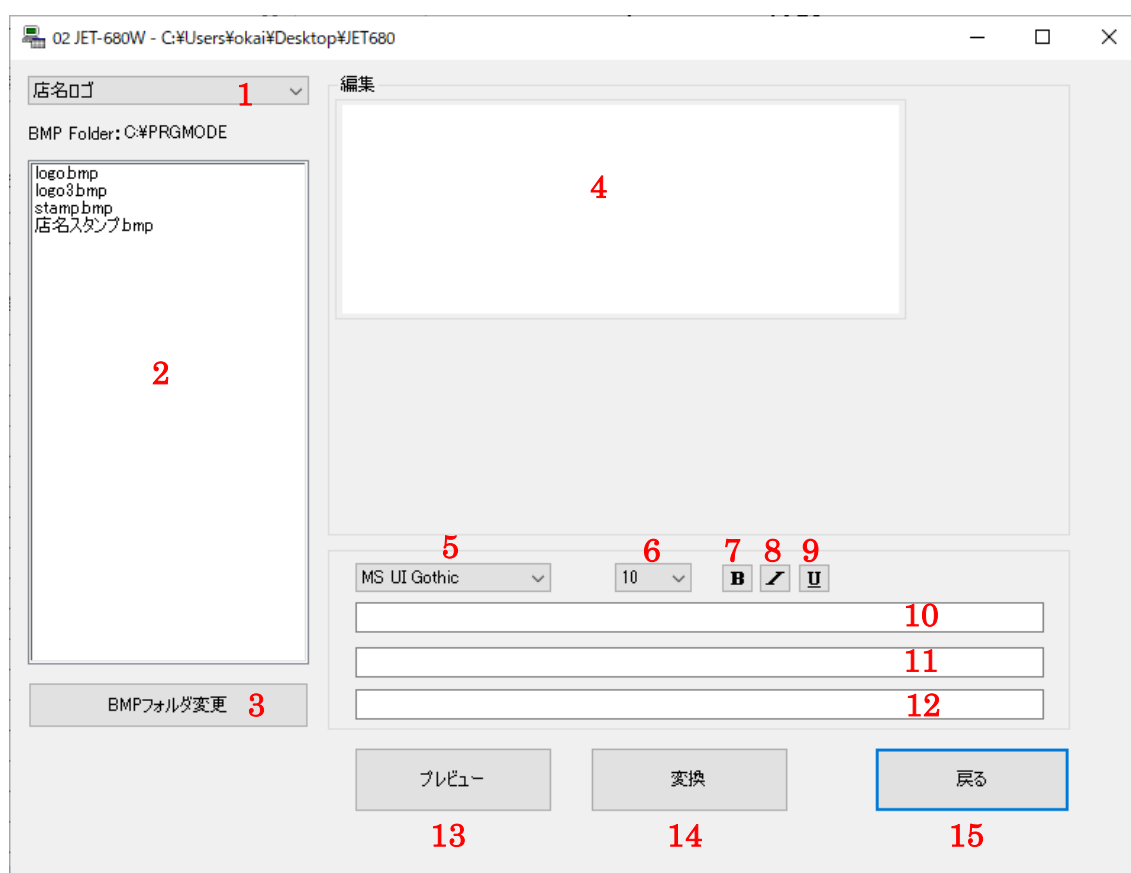 02 JET-680W - C:¥Users¥okai¥Desktop¥JET680
店名ロゴ 1
編集
BMP Folder: C:¥PRGMODE
logo.bmp
logo3.bmp
stamp.bmp
店名スタンプ.bmp
2
4
5 6 7 8 9
MS UI Gothic 10 B I U
10
11
12
BMPフォルダ変更 3
プレビュー 変換 戻る
13 14 15